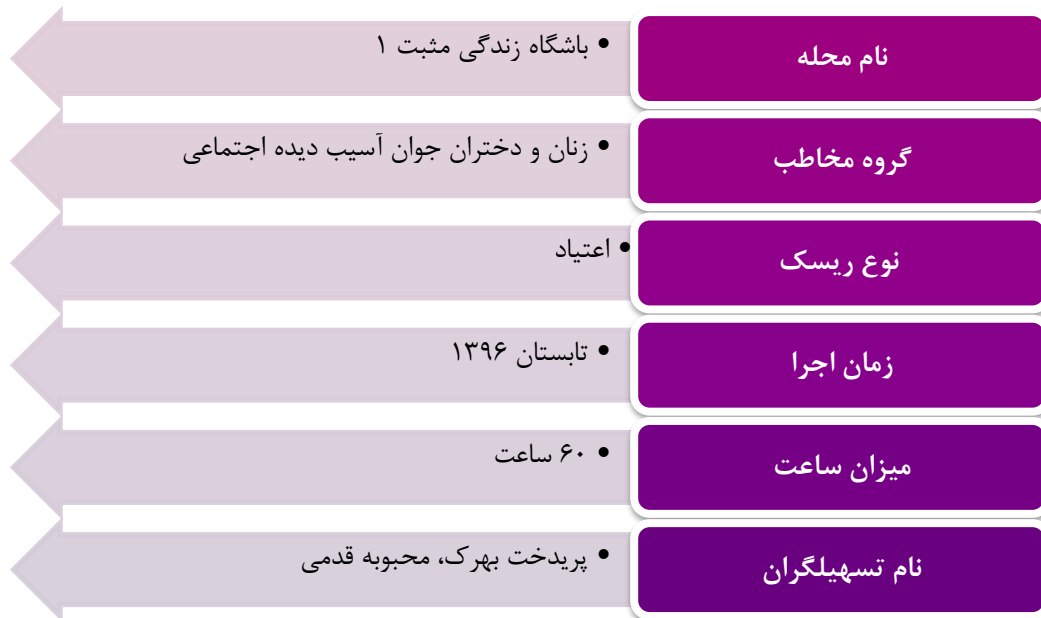 نام محله
• باشگاه زندگی مثبت ۱
گروه مخاطب
• زنان و دختران جوان آسیب دیده اجتماعی
نوع ریسک
• اعتیاد
زمان اجرا
• تابستان ۱۳۹۶
میزان ساعت
• ۶۰ ساعت
نام تسهیلگران
• پریدخت بهرک، محبوبه قدمی